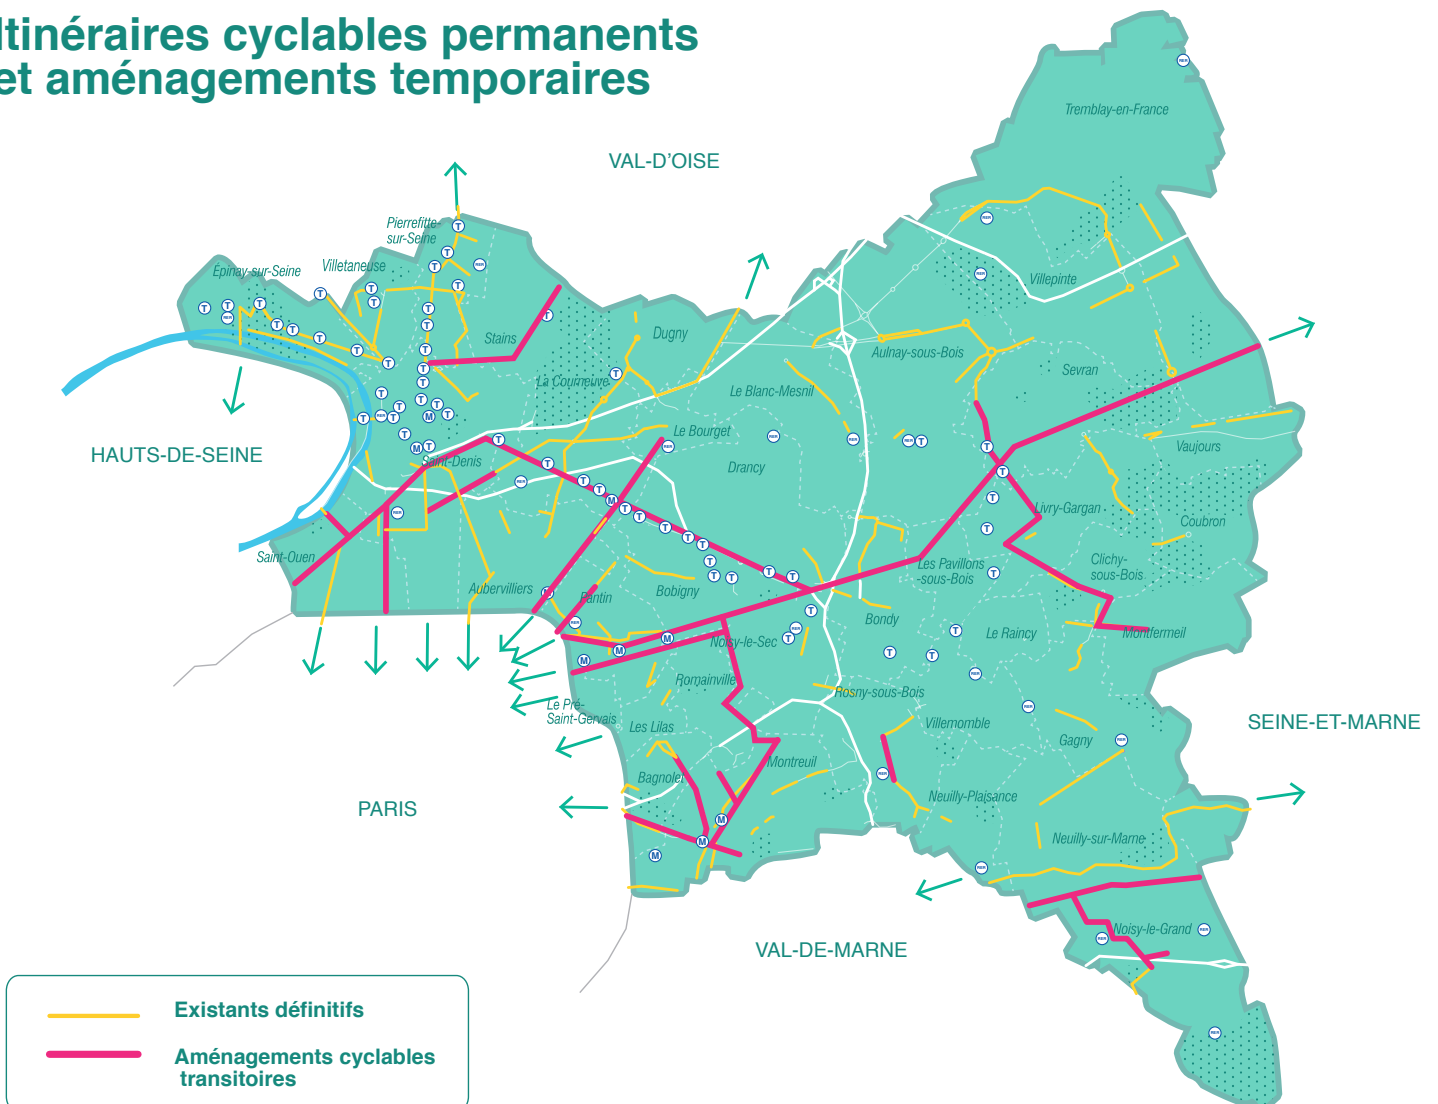 Itinéraires cyclables permanents
et aménagements temporaires
VAL-D'OISE
Tremblay-en-France
Pierrefitte-
sur-Seine
Épinay-sur-Seine
Villetaneuse
Villepinte
Stains
Dugny
Aulnay-sous-Bois
Sevran
La Courneuve
Le Blanc-Mesnil
HAUTS-DE-SEINE
Saint-Denis
Le Bourget
Drancy
Vaujours
Livry-Gargan
Coubron
Saint-Ouen
Aubervilliers
Pantin
Bobigny
Les Pavillons
-sous-Bois
Clichy-
sous-Bois
Bondy
Le Raincy
Montfermeil
Noisy-le-Sec
Romainville
Rosny-sous-Bois
Le Pré-
Saint-Gervais
Les Lilas
Villemomble
Gagny
SEINE-ET-MARNE
Bagnolet
Montreuil
PARIS
Neuilly-Plaisance
Neuilly-sur-Marne
VAL-DE-MARNE
Noisy-le-Grand
Existants définitifs
Aménagements cyclables
transitoires